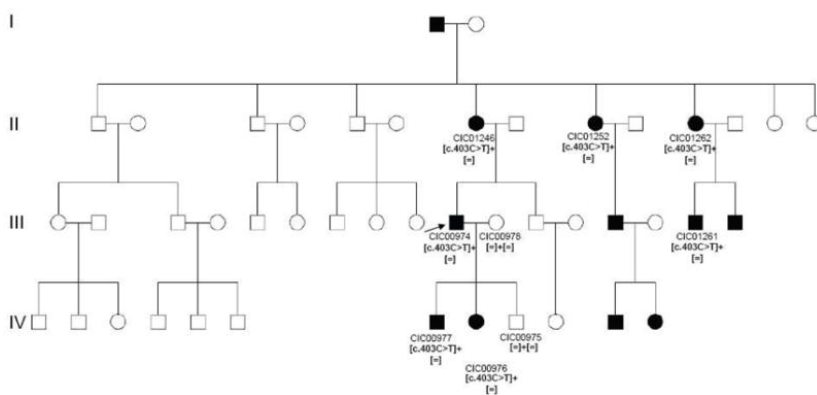 I
II
CIC01246
[c.403C>T]+
[=]
CIC01252
[c.403C>T]+
[=]
CIC01262
[c.403C>T]+
[=]
III
CIC00974
[c.403C>T]+
[=]
CIC00978
[=]+[=]
CIC01261
[c.403C>T]+
[=]
IV
CIC00977
[c.403C>T]+
[=]
CIC00976
[c.403C>T]+
[=]
CIC00975
[=]+[=]